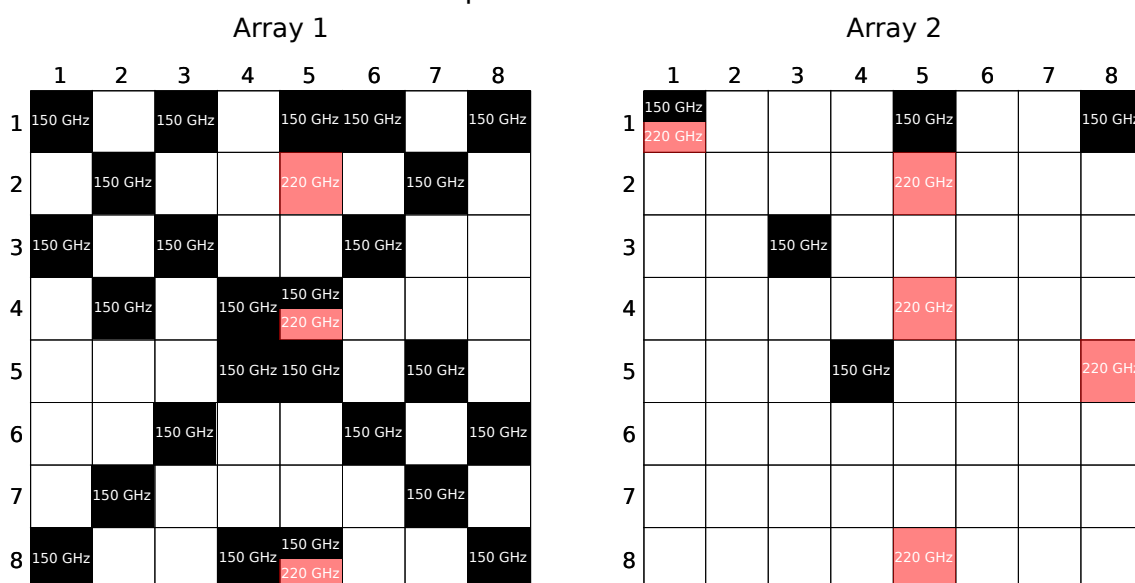 Array 1
Array 2
1 2 3 4 5 6 7 8
1 2 3 4 5 6 7 8
1 150 GHz 150 GHz 150 GHz 150 GHz 150 GHz
2 150 GHz 220 GHz 150 GHz
3 150 GHz 150 GHz 150 GHz
4 150 GHz 150 GHz 150 GHz
220 GHz
5 150 GHz 150 GHz 150 GHz
6 150 GHz 150 GHz 150 GHz
7 150 GHz 150 GHz
8 150 GHz 150 GHz 150 GHz 150 GHz
220 GHz
1 150 GHz 150 GHz 150 GHz
220 GHz
2 220 GHz
3 150 GHz
4 220 GHz
5 150 GHz 220 GHz
6
7
8 220 GHz